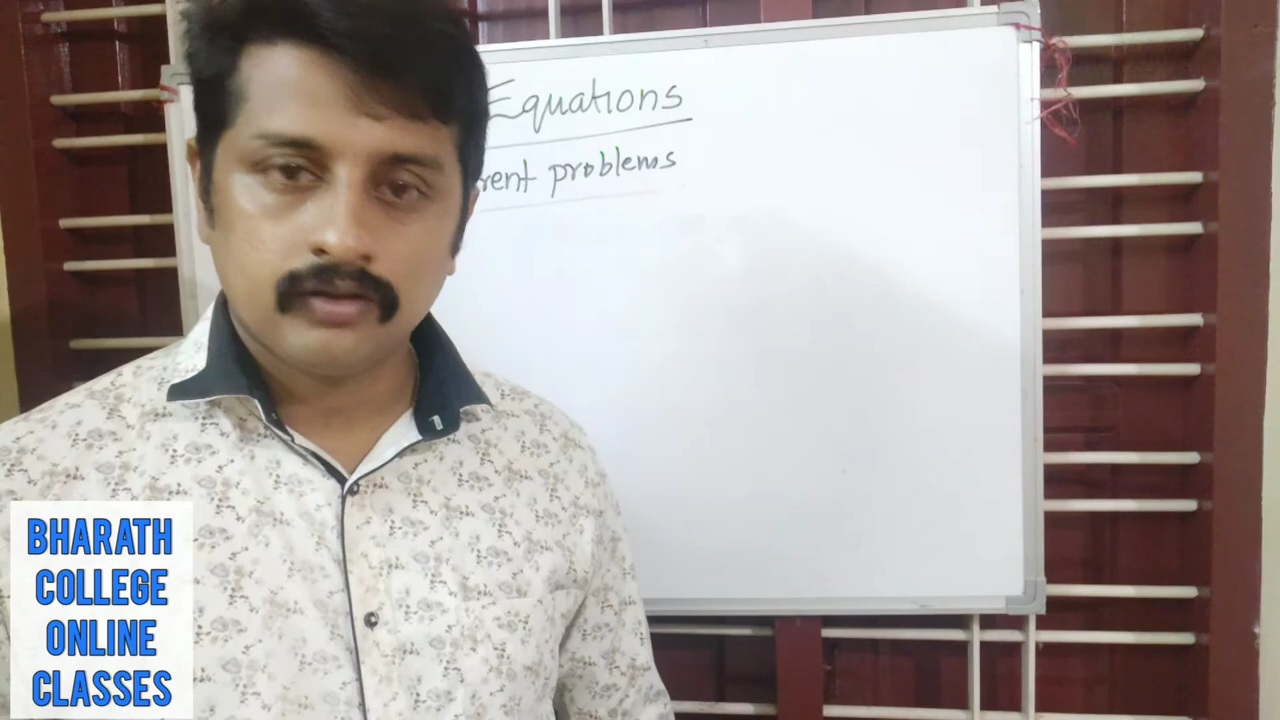 Equations
rent problems
BHARATH
COLLEGE
ONLINE
CLASSES